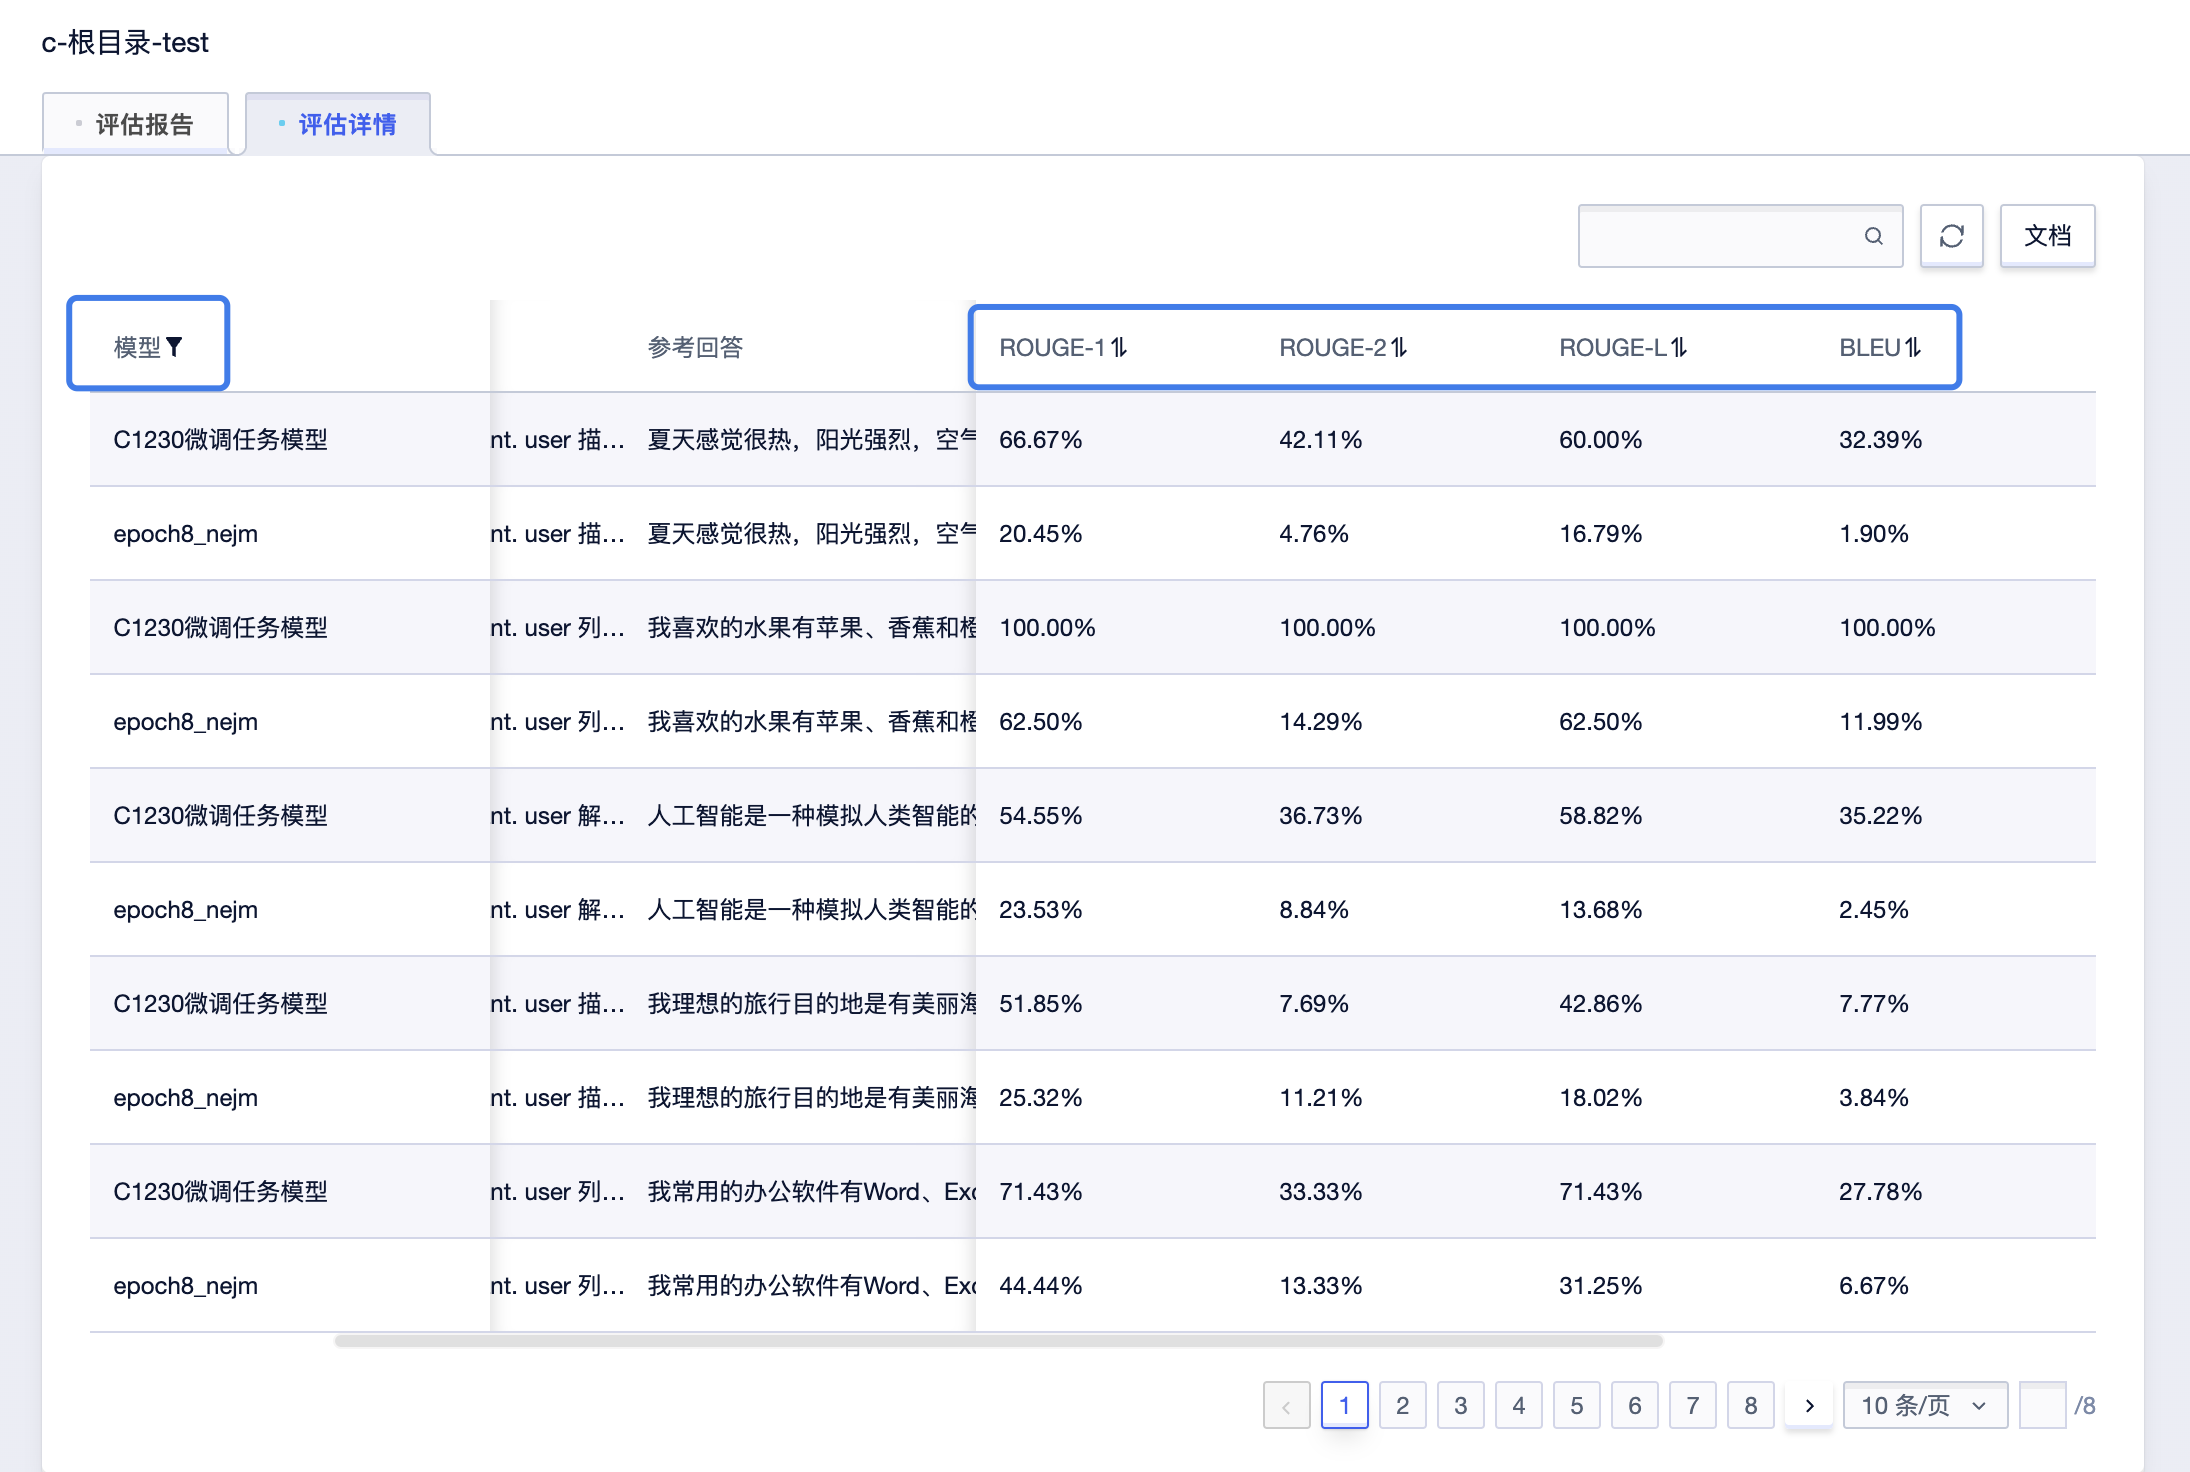 c-根目录-test
评估报告 评估详情
文档
模型 参考回答 ROUGE-1 ROUGE-2 ROUGE-L BLEU
C1230微调任务模型 nt. user 描... 夏天感觉很热，阳光强烈，空气 66.67% 42.11% 60.00% 32.39%
epoch8_nejm nt. user 描... 夏天感觉很热，阳光强烈，空气 20.45% 4.76% 16.79% 1.90%
C1230微调任务模型 nt. user 列... 我喜欢的水果有苹果、香蕉和橙 100.00% 100.00% 100.00% 100.00%
epoch8_nejm nt. user 列... 我喜欢的水果有苹果、香蕉和橙 62.50% 14.29% 62.50% 11.99%
C1230微调任务模型 nt. user 解... 人工智能是一种模拟人类智能的 54.55% 36.73% 58.82% 35.22%
epoch8_nejm nt. user 解... 人工智能是一种模拟人类智能的 23.53% 8.84% 13.68% 2.45%
C1230微调任务模型 nt. user 描... 我理想的旅行目的地是有美丽海 51.85% 7.69% 42.86% 7.77%
epoch8_nejm nt. user 描... 我理想的旅行目的地是有美丽海 25.32% 11.21% 18.02% 3.84%
C1230微调任务模型 nt. user 列... 我常用的办公软件有Word、Exc 71.43% 33.33% 71.43% 27.78%
epoch8_nejm nt. user 列... 我常用的办公软件有Word、Exc 44.44% 13.33% 31.25% 6.67%
1 2 3 4 5 6 7 8 10 条/页 /8